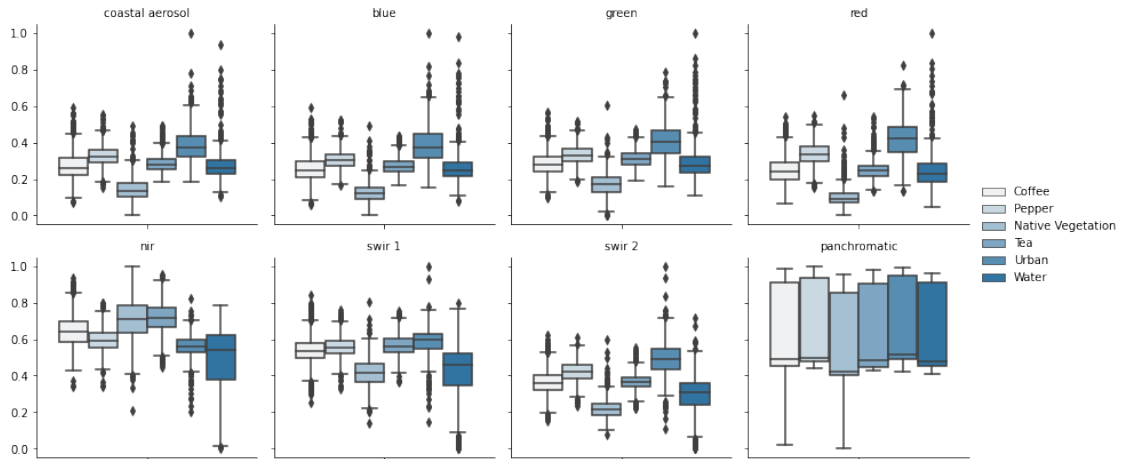 coastal aerosol
blue
green
red
1.0
0.8
0.6
0.4
0.2
0.0
Coffee
Pepper
Native Vegetation
Tea
Urban
Water
nir
swir 1
swir 2
panchromatic
1.0
0.8
0.6
0.4
0.2
0.0